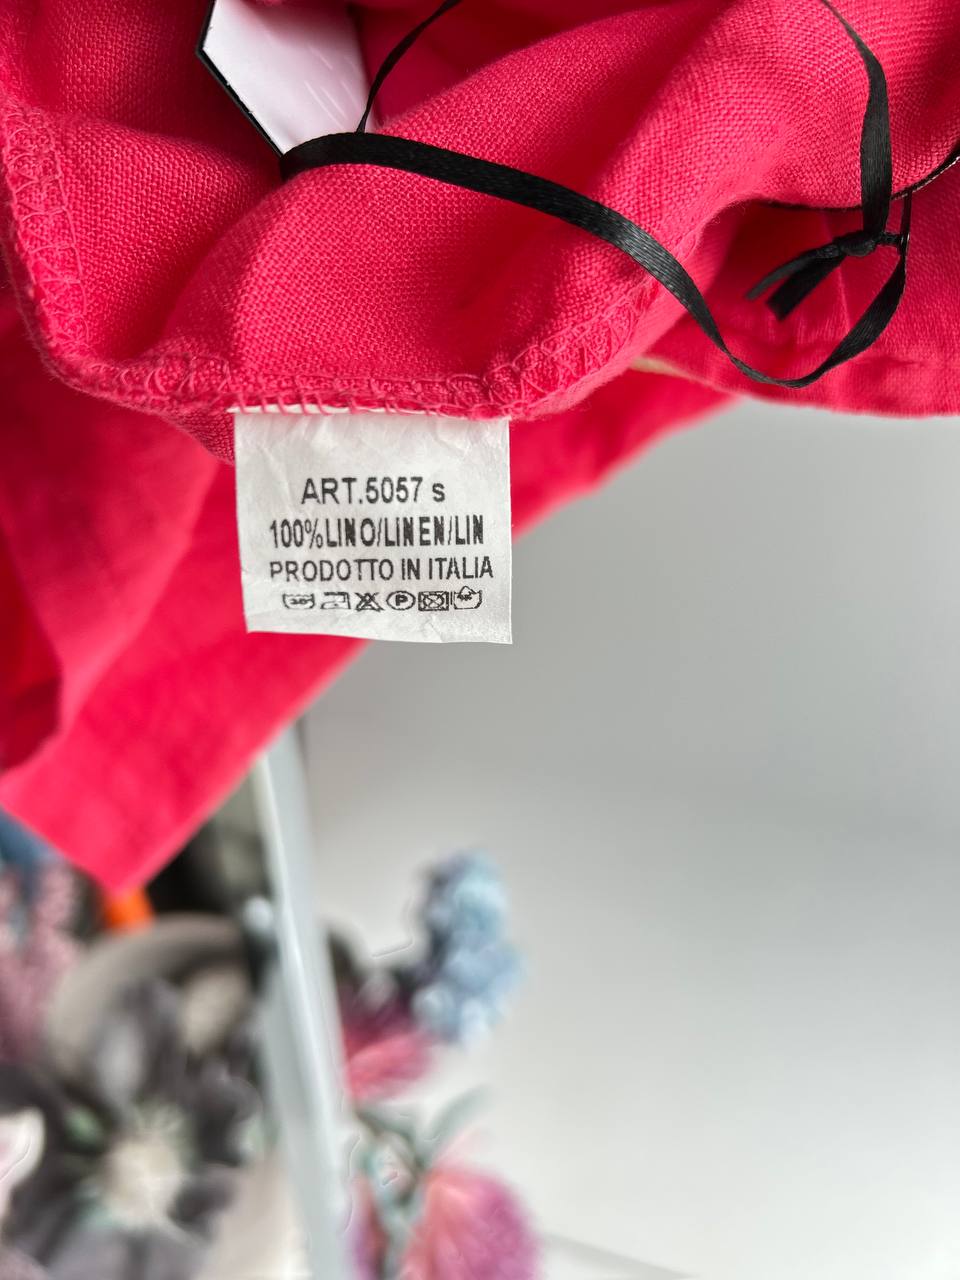 ART.5057 s
100%LINO/LINEN/LIN
PRODOTTO IN ITALIA